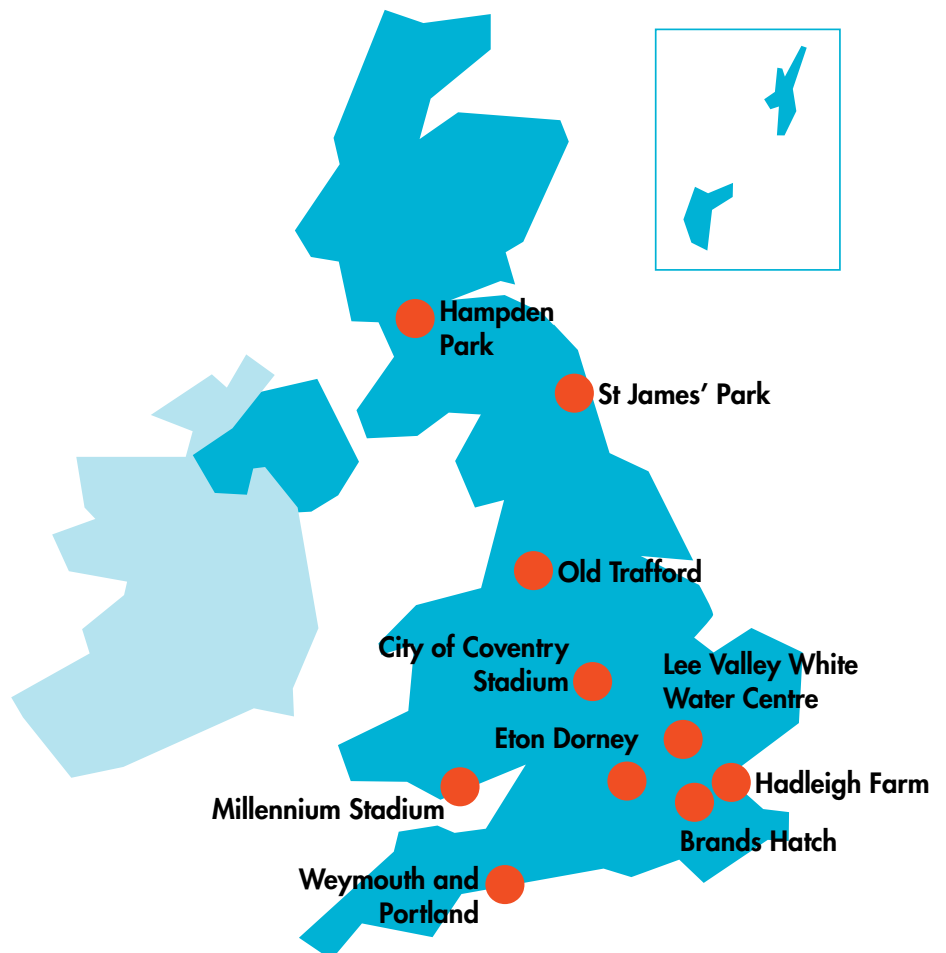 Hampden
Park
St James’ Park
Old Trafford
City of Coventry
Stadium
Lee Valley White
Water Centre
Eton Dorney
Hadleigh Farm
Millennium Stadium
Brands Hatch
Weymouth and
Portland